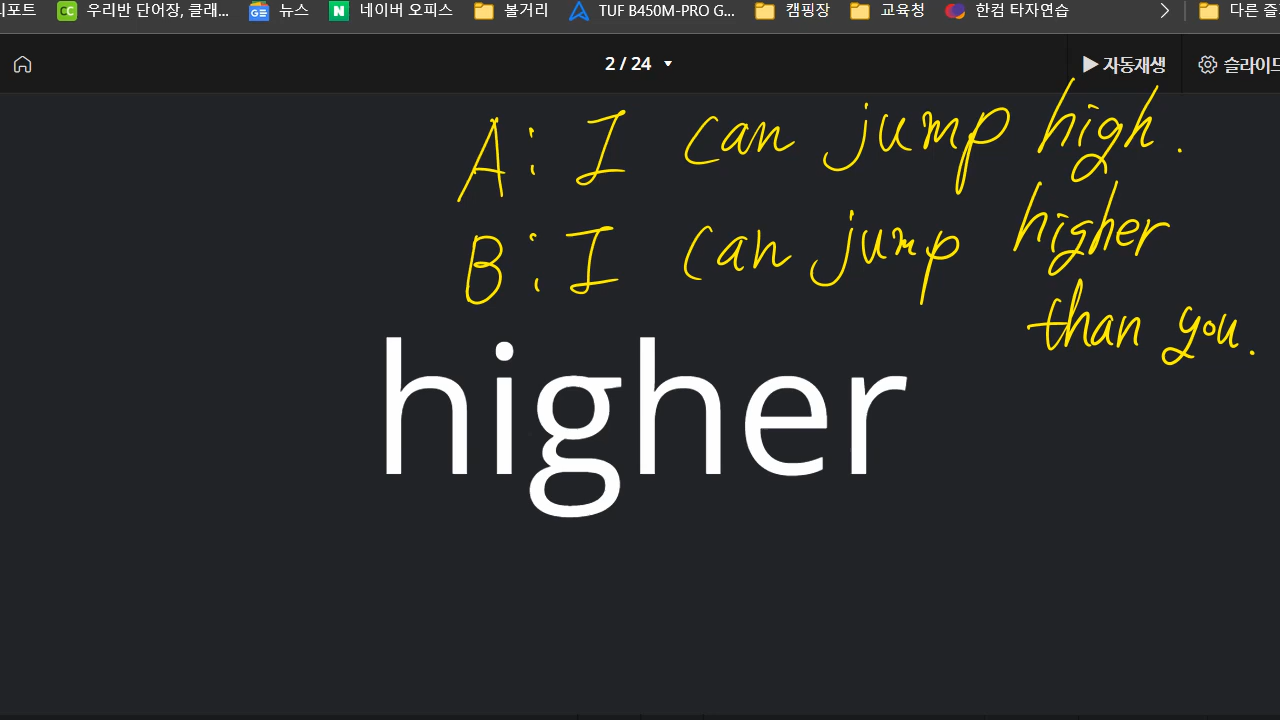 리포트 우리반 단어장, 클래... 뉴스 네이버 오피스 볼거리 TUF B450M-PRO G... 캠핑장 교육청 한컴 타자연습 다른 즐
2 / 24 자동재생 슬라이드
A: I can jump high.
B: I can jump higher
than you.
higher